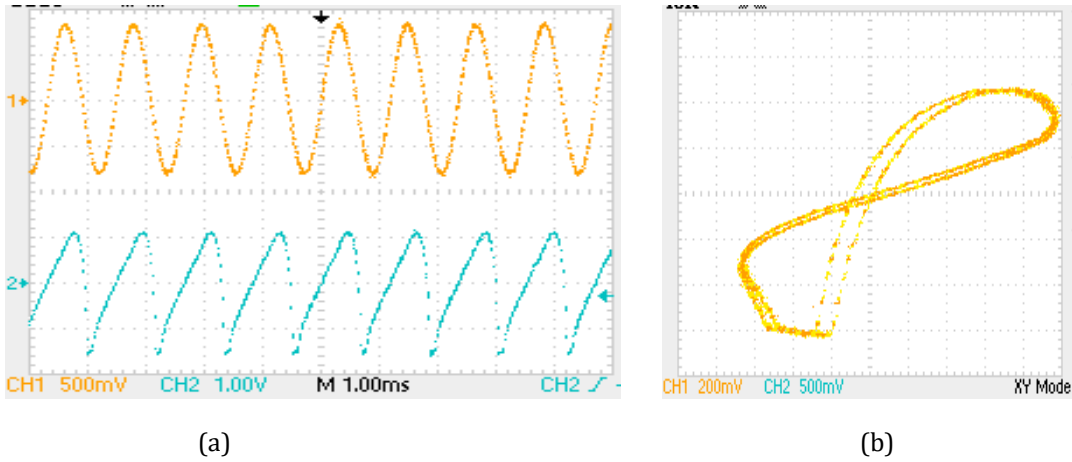 1
2
CH1 500mV CH2 1.00V M 1.00ms CH2
CH1 200mV CH2 500mV XY Mode
(a) (b)